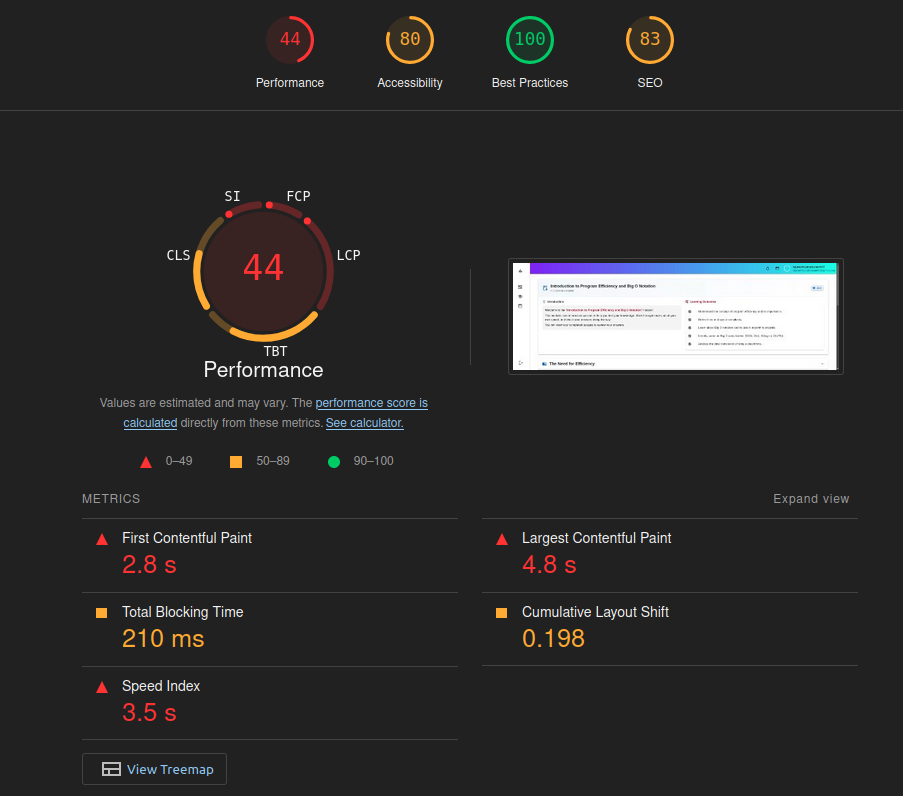 44
80
100
83
Performance
Accessibility
Best Practices
SEO
SI
FCP
CLS
LCP
44
TBT
Performance
Values are estimated and may vary. The performance score is
calculated directly from these metrics. See calculator.
0–49
50–89
90–100
Introduction to Program Efficiency and Big O Notation
Introduction
Learning Outcomes
The Need for Efficiency
METRICS
Expand view
First Contentful Paint
2.8 s
Largest Contentful Paint
4.8 s
Total Blocking Time
210 ms
Cumulative Layout Shift
0.198
Speed Index
3.5 s
View Treemap